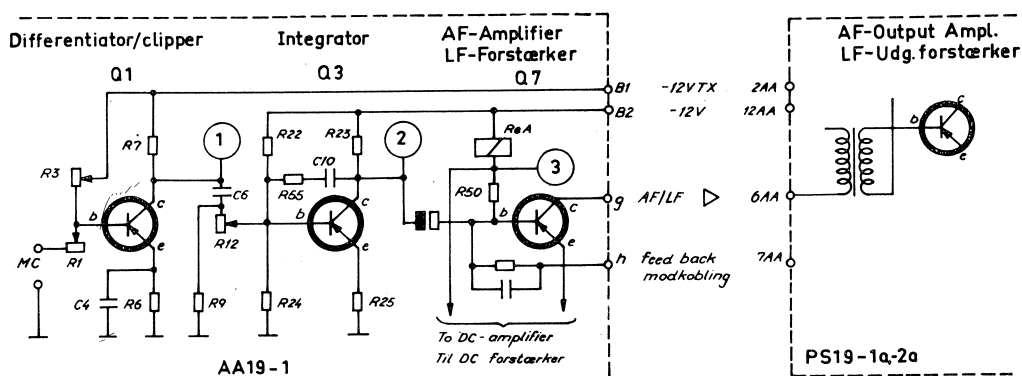 Differentiator/clipper
Q1
Integrator
Q3
AF-Amplifier
LF-Forstærker
Q7
AF-Output Ampl.
LF-Udg.forstærker
B1 -12VTX 2AA
B2 -12V 12AA
R3
R7
1
C6
b
c
e
R1
MC
C4
R6
R9
R12
R22
R23
C10
R55
2
b
c
e
R24
R25
ReA
3
R50
b
c
e
g AF/LF 6AA
h feed back 7AA
modkobling
b
c
e
To DC-amplifier
Til DC forstærker
AA19-1
PS19-1a,-2a